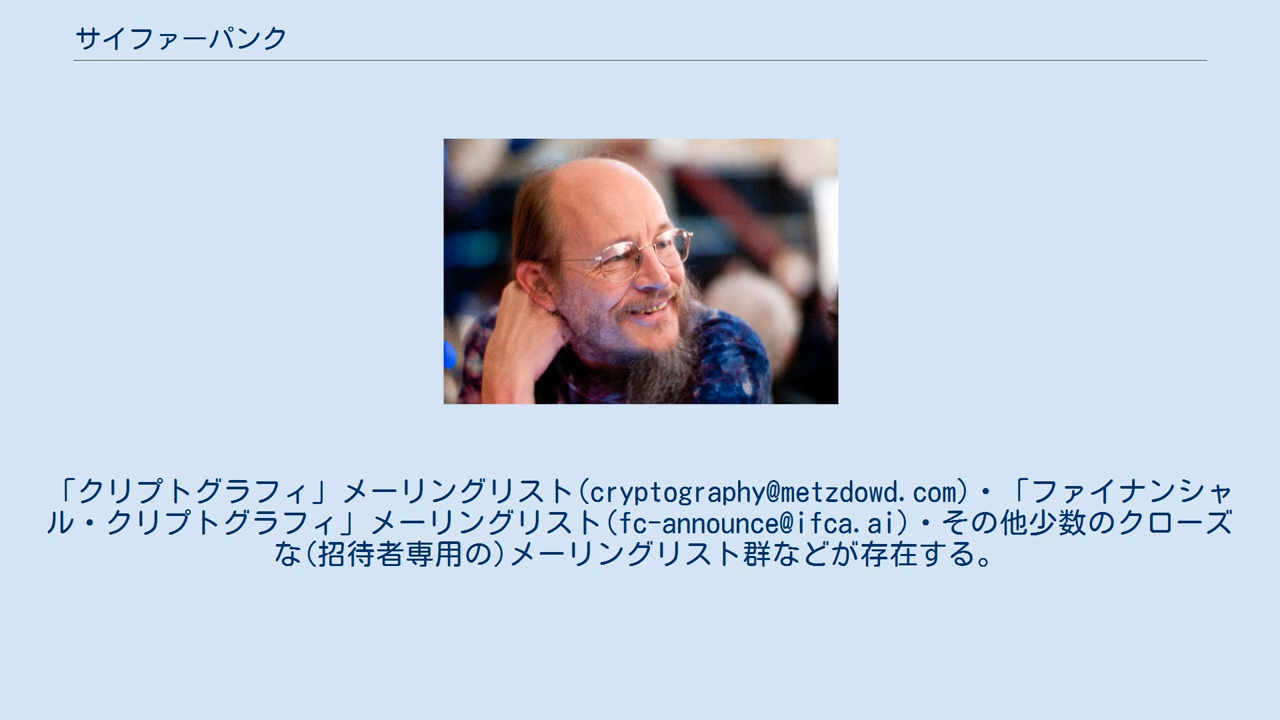 サイファーパンク
「クリプトグラフィ」メーリングリスト(cryptography@metzdowd.com)・「ファイナンシャ
ル・クリプトグラフィ」メーリングリスト(fc-announce@ifca.ai)・その他少数のクローズ
な(招待者専用の)メーリングリスト群などが存在する。